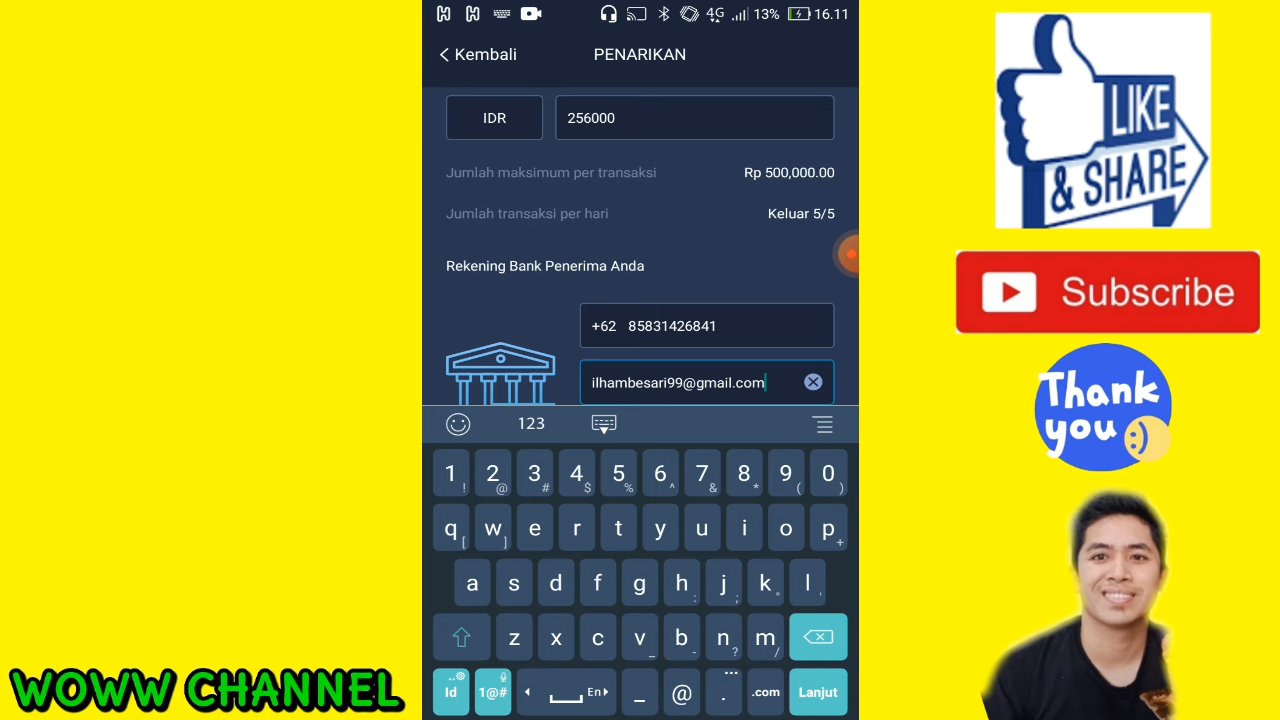 13% 16.11
Kembali
PENARIKAN
IDR
256000
Jumlah maksimum per transaksi
Rp 500,000.00
Jumlah transaksi per hari
Keluar 5/5
Rekening Bank Penerima Anda
+62 85831426841
ilhambesari99@gmail.com
123
1 2 3 4 5 6 7 8 9 0
! @ # $ % ^ & * ( )
q w e r t y u i o p
[ ] +
a s d f g h j k l
: ; " '
z x c v b n m
_ - ? /
Id 1@# En _ @ . .com Lanjut
4G
LIKE
& SHARE
Subscribe
Thank
you :)
WOWW CHANNEL